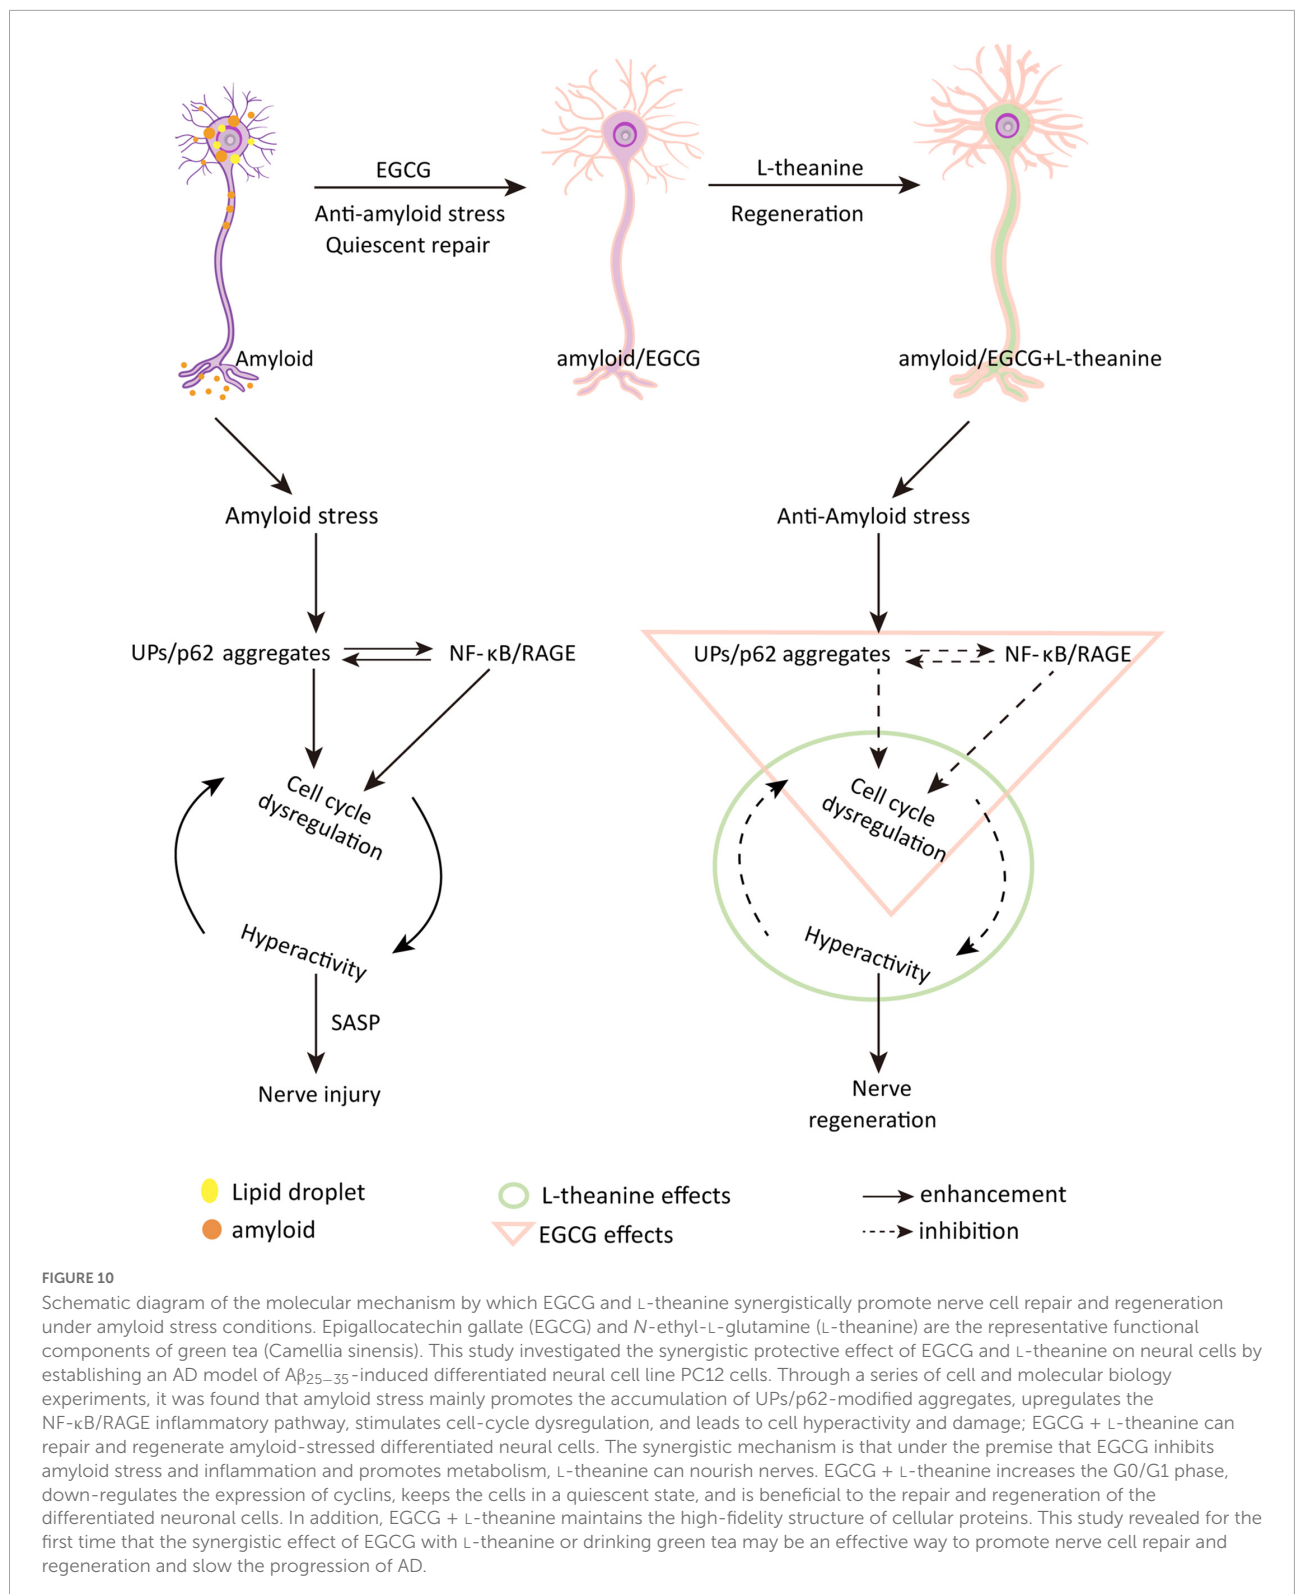 EGCG
Anti-amyloid stress
Quiescent repair
L-theanine
Regeneration
Amyloid
amyloid/EGCG
amyloid/EGCG+L-theanine
Amyloid stress
Anti-Amyloid stress
UPs/p62 aggregates
NF-κB/RAGE
UPs/p62 aggregates
NF-κB/RAGE
Cell cycle
dysregulation
Cell cycle
dysregulation
Hyperactivity
Hyperactivity
SASP
Nerve injury
Nerve
regeneration
Lipid droplet
L-theanine effects
enhancement
amyloid
EGCG effects
inhibition
FIGURE 10
Schematic diagram of the molecular mechanism by which EGCG and L-theanine synergistically promote nerve cell repair and regeneration
under amyloid stress conditions. Epigallocatechin gallate (EGCG) and N-ethyl-L-glutamine (L-theanine) are the representative functional
components of green tea (Camellia sinensis). This study investigated the synergistic protective effect of EGCG and L-theanine on neural cells by
establishing an AD model of Aβ25–35-induced differentiated neural cell line PC12 cells. Through a series of cell and molecular biology
experiments, it was found that amyloid stress mainly promotes the accumulation of UPs/p62-modified aggregates, upregulates the
NF-κB/RAGE inflammatory pathway, stimulates cell-cycle dysregulation, and leads to cell hyperactivity and damage; EGCG + L-theanine can
repair and regenerate amyloid-stressed differentiated neural cells. The synergistic mechanism is that under the premise that EGCG inhibits
amyloid stress and inflammation and promotes metabolism, L-theanine can nourish nerves. EGCG + L-theanine increases the G0/G1 phase,
down-regulates the expression of cyclins, keeps the cells in a quiescent state, and is beneficial to the repair and regeneration of the
differentiated neuronal cells. In addition, EGCG + L-theanine maintains the high-fidelity structure of cellular proteins. This study revealed for the
first time that the synergistic effect of EGCG with L-theanine or drinking green tea may be an effective way to promote nerve cell repair and
regeneration and slow the progression of AD.